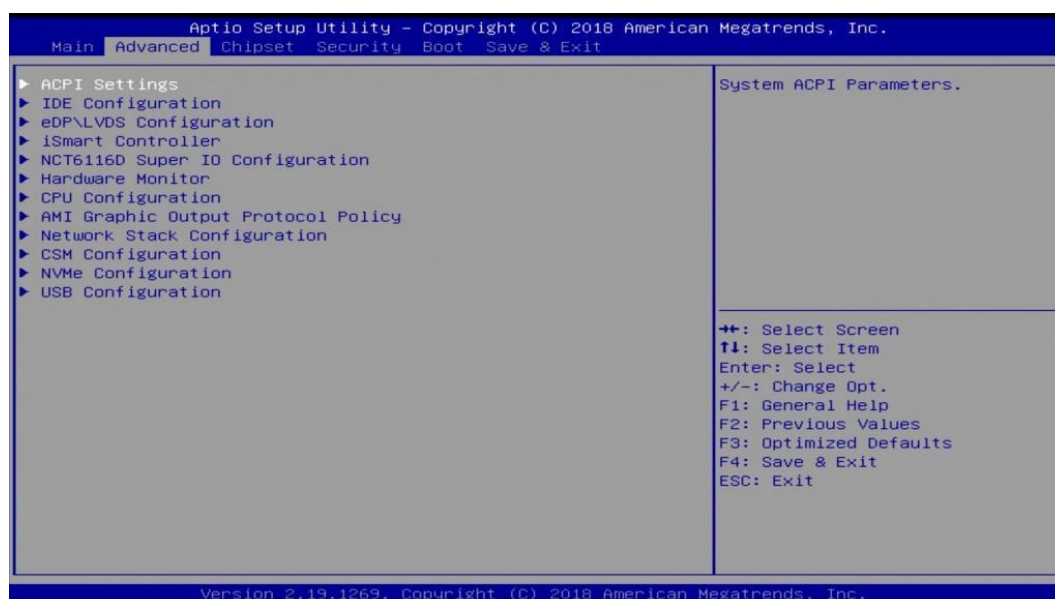 Aptio Setup Utility – Copyright (C) 2018 American Megatrends, Inc.
Main Advanced Chipset Security Boot Save & Exit
▶ ACPI Settings
▶ IDE Configuration
▶ eDP\LVDS Configuration
▶ iSmart Controller
▶ NCT6116D Super IO Configuration
▶ Hardware Monitor
▶ CPU Configuration
▶ AMI Graphic Output Protocol Policy
▶ Network Stack Configuration
▶ CSM Configuration
▶ NVMe Configuration
▶ USB Configuration
System ACPI Parameters.
→←: Select Screen
↑↓: Select Item
Enter: Select
+/-: Change Opt.
F1: General Help
F2: Previous Values
F3: Optimized Defaults
F4: Save & Exit
ESC: Exit
Version 2.19.1269. Copyright (C) 2018 American Megatrends, Inc.